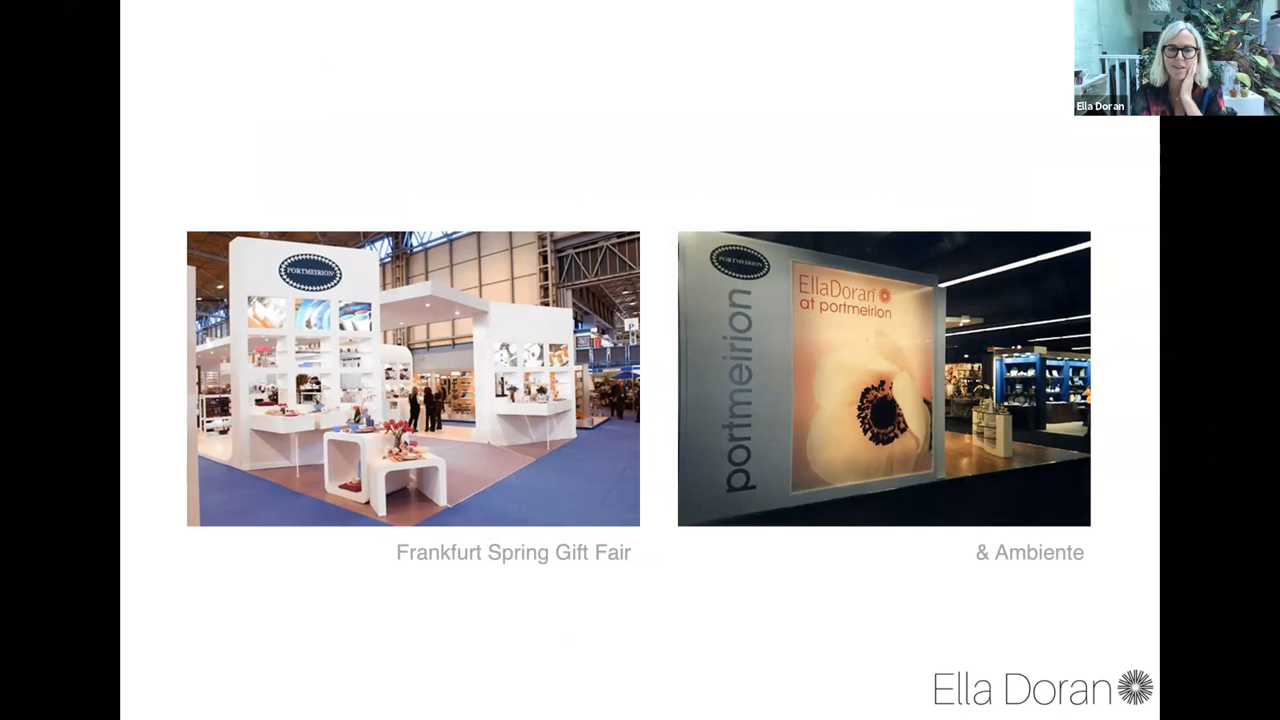 Ella Doran
PORTMEIRION
PORTMEIRION
portmeirion
EllaDoran
at portmeirion
Frankfurt Spring Gift Fair
& Ambiente
Ella Doran